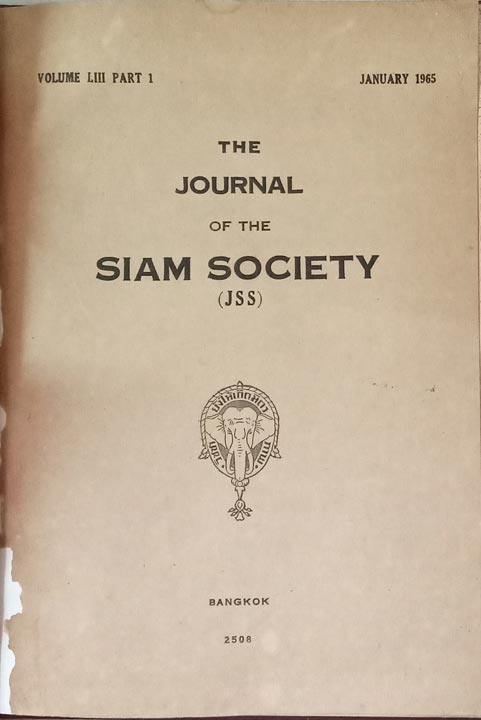 VOLUME LIII PART 1
JANUARY 1965
THE
JOURNAL
OF THE
SIAM SOCIETY
(JSS)
BANGKOK
2508